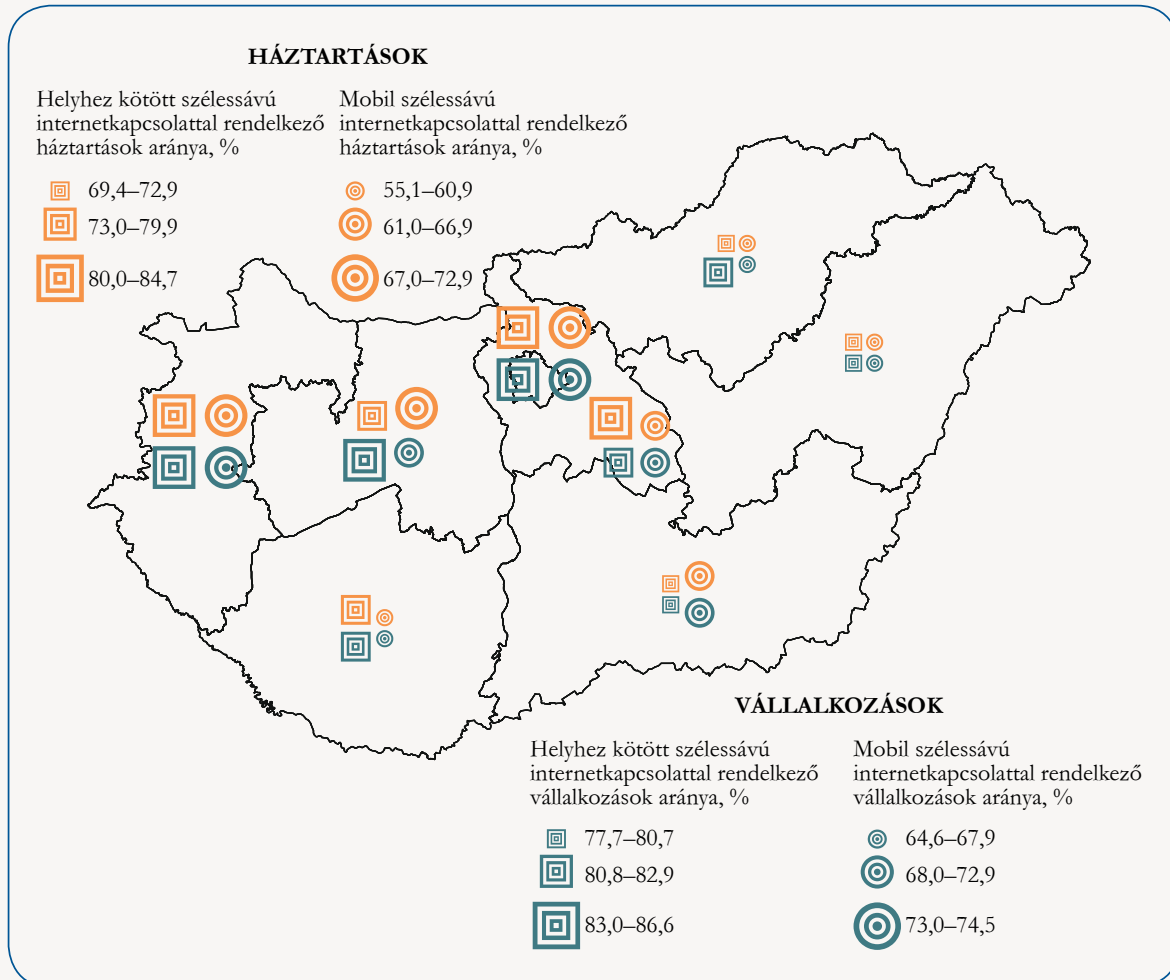 HÁZTARTÁSOK
Helyhez kötött szélessávú
internetkapcsolattal rendelkező
háztartások aránya, %
69,4–72,9
73,0–79,9
80,0–84,7
Mobil szélessávú
internetkapcsolattal rendelkező
háztartások aránya, %
55,1–60,9
61,0–66,9
67,0–72,9
VÁLLALKOZÁSOK
Helyhez kötött szélessávú
internetkapcsolattal rendelkező
vállalkozások aránya, %
77,7–80,7
80,8–82,9
83,0–86,6
Mobil szélessávú
internetkapcsolattal rendelkező
vállalkozások aránya, %
64,6–67,9
68,0–72,9
73,0–74,5